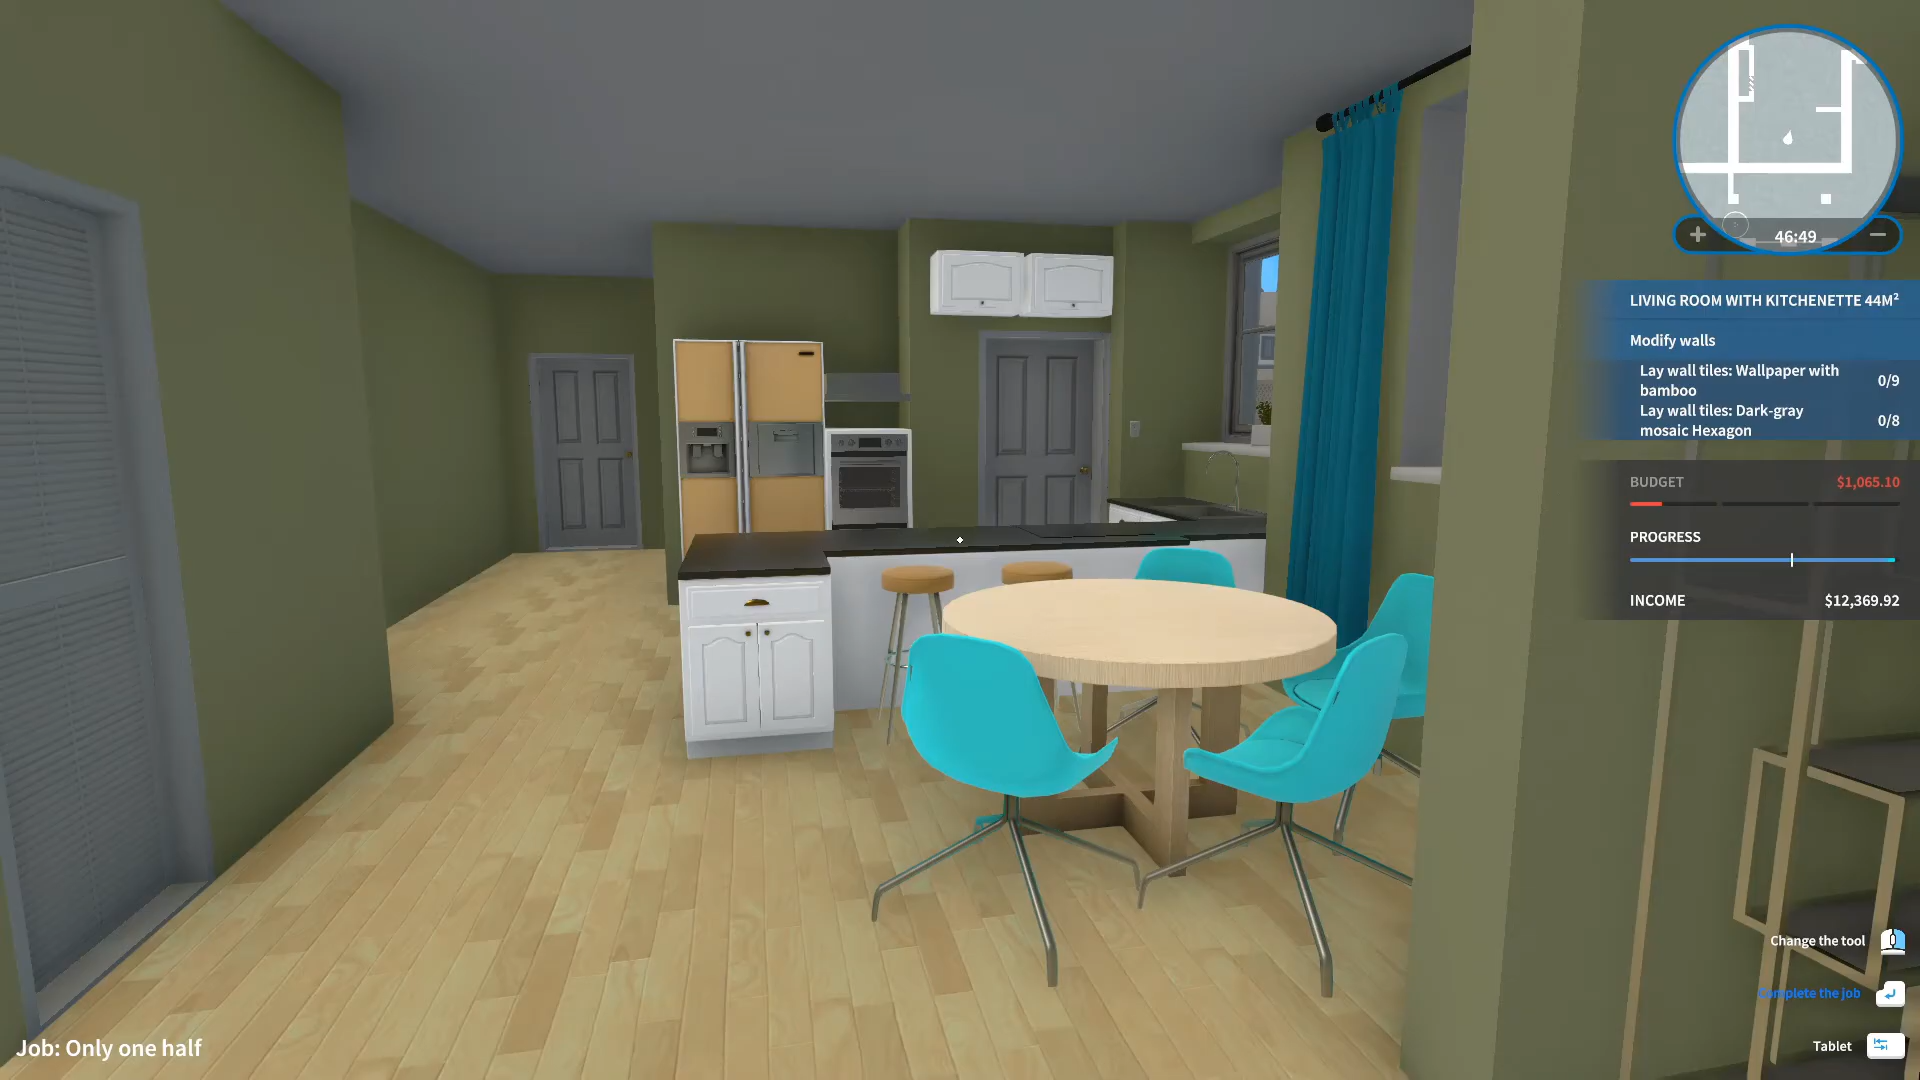 46:49
LIVING ROOM WITH KITCHENETTE 44M²
Modify walls
Lay wall tiles: Wallpaper with
bamboo
0/9
Lay wall tiles: Dark-gray
mosaic Hexagon
0/8
BUDGET $1,065.10
PROGRESS
INCOME $12,369.92
Change the tool
Complete the job
Tablet
Job: Only one half